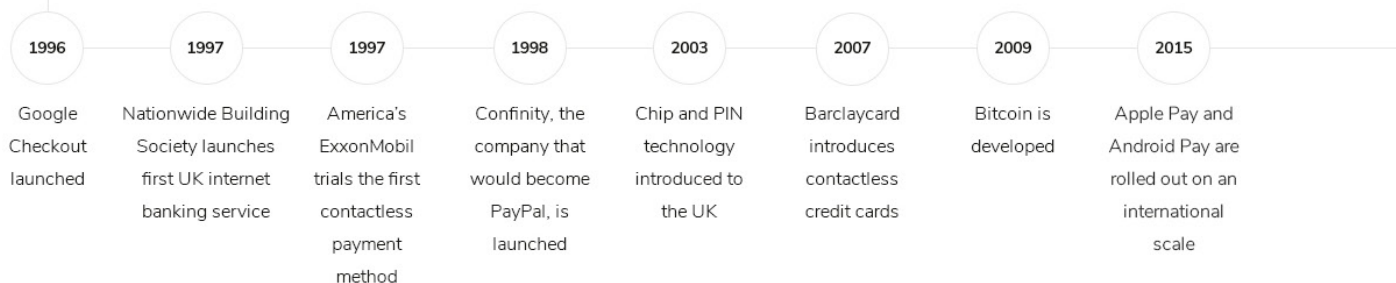 1996
Google
Checkout
launched
1997
Nationwide Building
Society launches
first UK internet
banking service
1997
America's
ExxonMobil
trials the first
contactless
payment
method
1998
Confinity, the
company that
would become
PayPal, is
launched
2003
Chip and PIN
technology
introduced to
the UK
2007
Barclaycard
introduces
contactless
credit cards
2009
Bitcoin is
developed
2015
Apple Pay and
Android Pay are
rolled out on an
international
scale